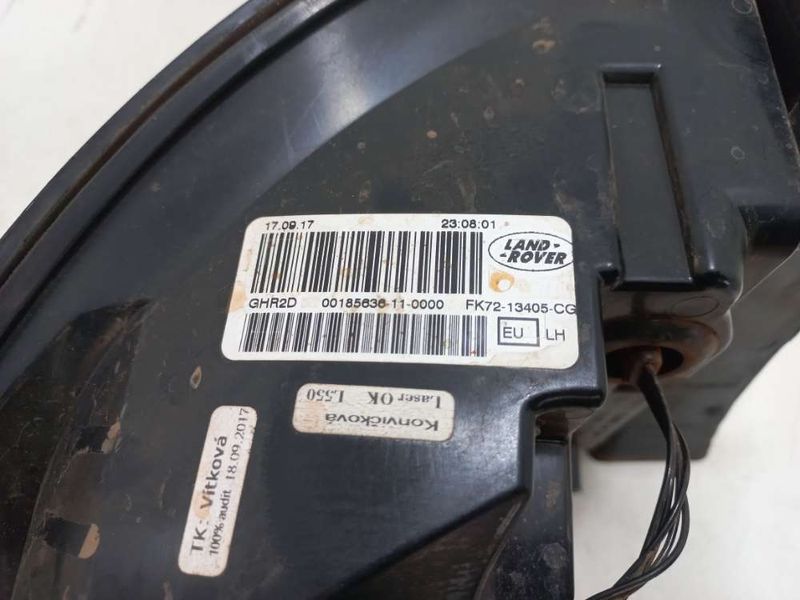 17.09.17 23:08:01
LAND-
-ROVER
GHR2D 00185636-11-0000 FK72-13405-CG
EU LH
Konvičková
Laser OK L550
TK: Vítková
100% audit 18.09.2017